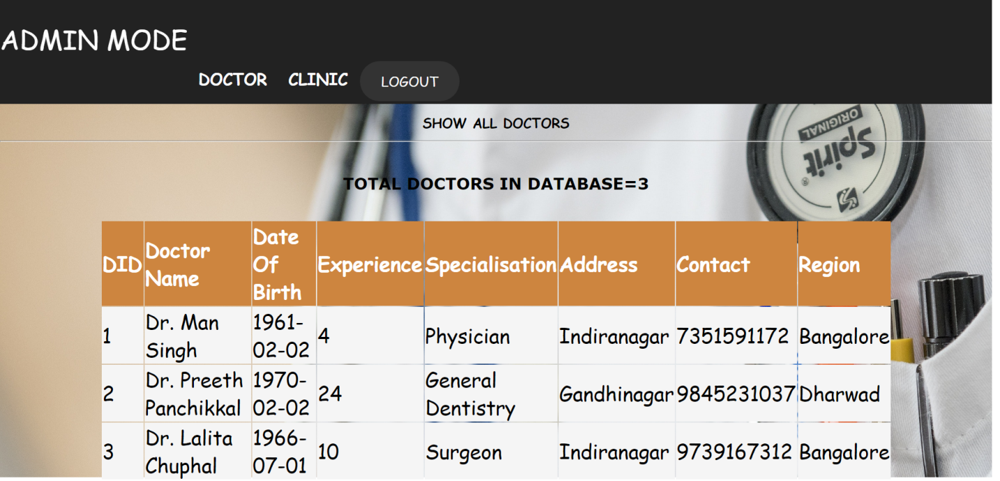 ADMIN MODE
DOCTOR CLINIC LOGOUT
SHOW ALL DOCTORS
ORIGINAL
Spirit
®
TOTAL DOCTORS IN DATABASE=3
DID Doctor Name Date Of Birth Experience Specialisation Address Contact Region
1 Dr. Man Singh 1961-02-02 4 Physician Indiranagar 7351591172 Bangalore
2 Dr. Preeth Panchikkal 1970-02-02 24 General Dentistry Gandhinagar 9845231037 Dharwad
3 Dr. Lalita Chuphal 1966-07-01 10 Surgeon Indiranagar 9739167312 Bangalore